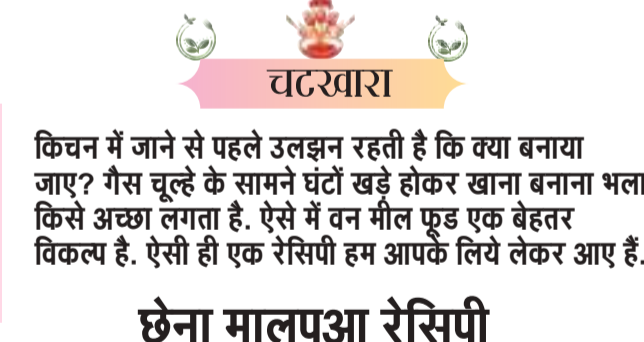 चटखारा
किचन में जाने से पहले उलझन रहती है कि क्या बनाया
जाए? गैस चूल्हे के सामने घंटों खड़े होकर खाना बनाना भला
किसे अच्छा लगता है. ऐसे में वन मील फूड एक बेहतर
विकल्प है. ऐसी ही एक रेसिपी हम आपके लिये लेकर आए हैं.
छेना मालपुआ रेसिपी